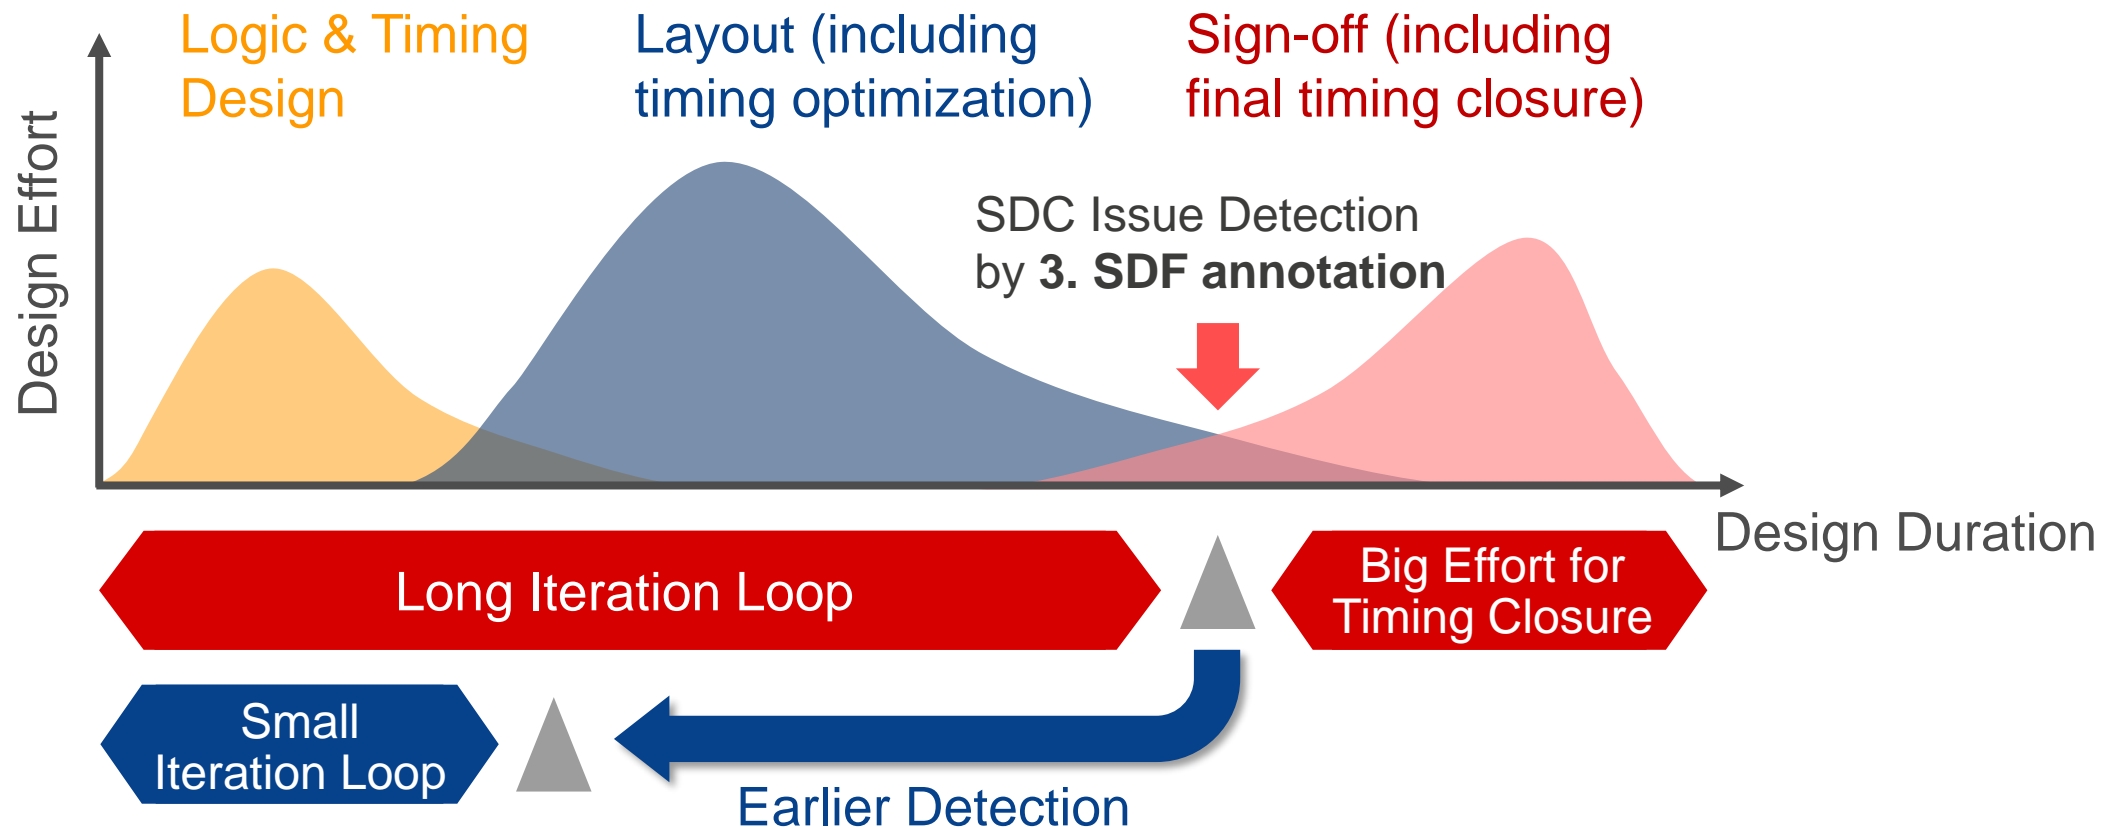 Logic & Timing
Design
Layout (including
timing optimization)
Sign-off (including
final timing closure)
Design Effort
SDC Issue Detection
by 3. SDF annotation
Design Duration
Long Iteration Loop
Big Effort for
Timing Closure
Small
Iteration Loop
Earlier Detection